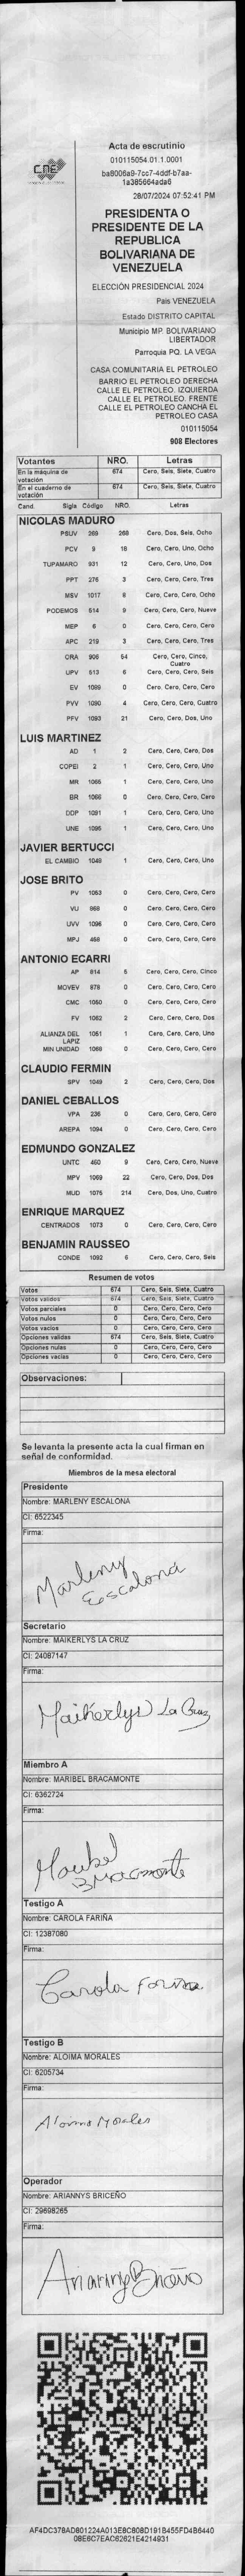 CNE
Acta de escrutinio
010115054.01.1.0001
ba8006a9-7cc7-4ddf-b7aa-
1a385664ada6
28/07/2024 07:52:41 PM
PRESIDENTA O
PRESIDENTE DE LA
REPUBLICA
BOLIVARIANA DE
VENEZUELA
ELECCIÓN PRESIDENCIAL 2024
Pais VENEZUELA
Estado DISTRITO CAPITAL
Municipio MP. BOLIVARIANO
LIBERTADOR
Parroquia PQ. LA VEGA
CASA COMUNITARIA EL PETROLEO
BARRIO EL PETROLEO DERECHA
CALLE EL PETROLEO. IZQUIERDA
CALLE EL PETROLEO. FRENTE
CALLE EL PETROLEO CANCHA EL
PETROLEO CASA
010115054
908 Electores
Votantes NRO. Letras
En la máquina de votación 674 Cero, Seis, Siete, Cuatro
En el cuaderno de votación 674 Cero, Seis, Siete, Cuatro
Cand. Sigla Código NRO. Letras
NICOLAS MADURO
PSUV 269 268 Cero, Dos, Seis, Ocho
PCV 9 18 Cero, Cero, Uno, Ocho
TUPAMARO 931 12 Cero, Cero, Uno, Dos
PPT 276 3 Cero, Cero, Cero, Tres
MSV 1017 8 Cero, Cero, Cero, Ocho
PODEMOS 514 9 Cero, Cero, Cero, Nueve
MEP 6 0 Cero, Cero, Cero, Cero
APC 219 3 Cero, Cero, Cero, Tres
ORA 906 54 Cero, Cero, Cinco, Cuatro
UPV 513 6 Cero, Cero, Cero, Seis
EV 1089 0 Cero, Cero, Cero, Cero
PVV 1090 4 Cero, Cero, Cero, Cuatro
PFV 1093 21 Cero, Cero, Dos, Uno
LUIS MARTINEZ
AD 1 2 Cero, Cero, Cero, Dos
COPEI 2 1 Cero, Cero, Cero, Uno
MR 1065 1 Cero, Cero, Cero, Uno
BR 1066 0 Cero, Cero, Cero, Cero
DDP 1091 1 Cero, Cero, Cero, Uno
UNE 1095 1 Cero, Cero, Cero, Uno
JAVIER BERTUCCI
EL CAMBIO 1048 1 Cero, Cero, Cero, Uno
JOSE BRITO
PV 1053 0 Cero, Cero, Cero, Cero
VU 868 0 Cero, Cero, Cero, Cero
UVV 1096 0 Cero, Cero, Cero, Cero
MPJ 468 0 Cero, Cero, Cero, Cero
ANTONIO ECARRI
AP 814 5 Cero, Cero, Cero, Cinco
MOVEV 878 0 Cero, Cero, Cero, Cero
CMC 1050 0 Cero, Cero, Cero, Cero
FV 1052 2 Cero, Cero, Cero, Dos
ALIANZA DEL LAPIZ 1051 1 Cero, Cero, Cero, Uno
MIN UNIDAD 1068 0 Cero, Cero, Cero, Cero
CLAUDIO FERMIN
SPV 1049 2 Cero, Cero, Cero, Dos
DANIEL CEBALLOS
VPA 236 0 Cero, Cero, Cero, Cero
AREPA 1094 0 Cero, Cero, Cero, Cero
EDMUNDO GONZALEZ
UNTC 460 9 Cero, Cero, Cero, Nueve
MPV 1069 22 Cero, Cero, Dos, Dos
MUD 1075 214 Cero, Dos, Uno, Cuatro
ENRIQUE MARQUEZ
CENTRADOS 1073 0 Cero, Cero, Cero, Cero
BENJAMIN RAUSSEO
CONDE 1092 6 Cero, Cero, Cero, Seis
Resumen de votos
Votos 674 Cero, Seis, Siete, Cuatro
Votos validos 674 Cero, Seis, Siete, Cuatro
Votos parciales 0 Cero, Cero, Cero, Cero
Votos nulos 0 Cero, Cero, Cero, Cero
Votos vacios 0 Cero, Cero, Cero, Cero
Opciones validas 674 Cero, Seis, Siete, Cuatro
Opciones nulas 0 Cero, Cero, Cero, Cero
Opciones vacias 0 Cero, Cero, Cero, Cero
Observaciones:
Se levanta la presente acta la cual firman en
señal de conformidad.
Miembros de la mesa electoral
Presidente
Nombre: MARLENY ESCALONA
CI: 6522345
Firma:
Marleny
Escalona
Secretario
Nombre: MAIKERLYS LA CRUZ
CI: 24087147
Firma:
Maikerlys La Cruz
Miembro A
Nombre: MARIBEL BRACAMONTE
CI: 6362724
Firma:
Maribel
Bracamonte
Testigo A
Nombre: CAROLA FARIÑA
CI: 12387080
Firma:
Carola Fariña
Testigo B
Nombre: ALOIMA MORALES
CI: 6205734
Firma:
Aloima Morales
Operador
Nombre: ARIANNYS BRICEÑO
CI: 29698265
Firma:
Ariannys Briceño
AF4DC378AD601224A013E8C808D191B455FD4B6440
08E6C7EAC62621E4214931